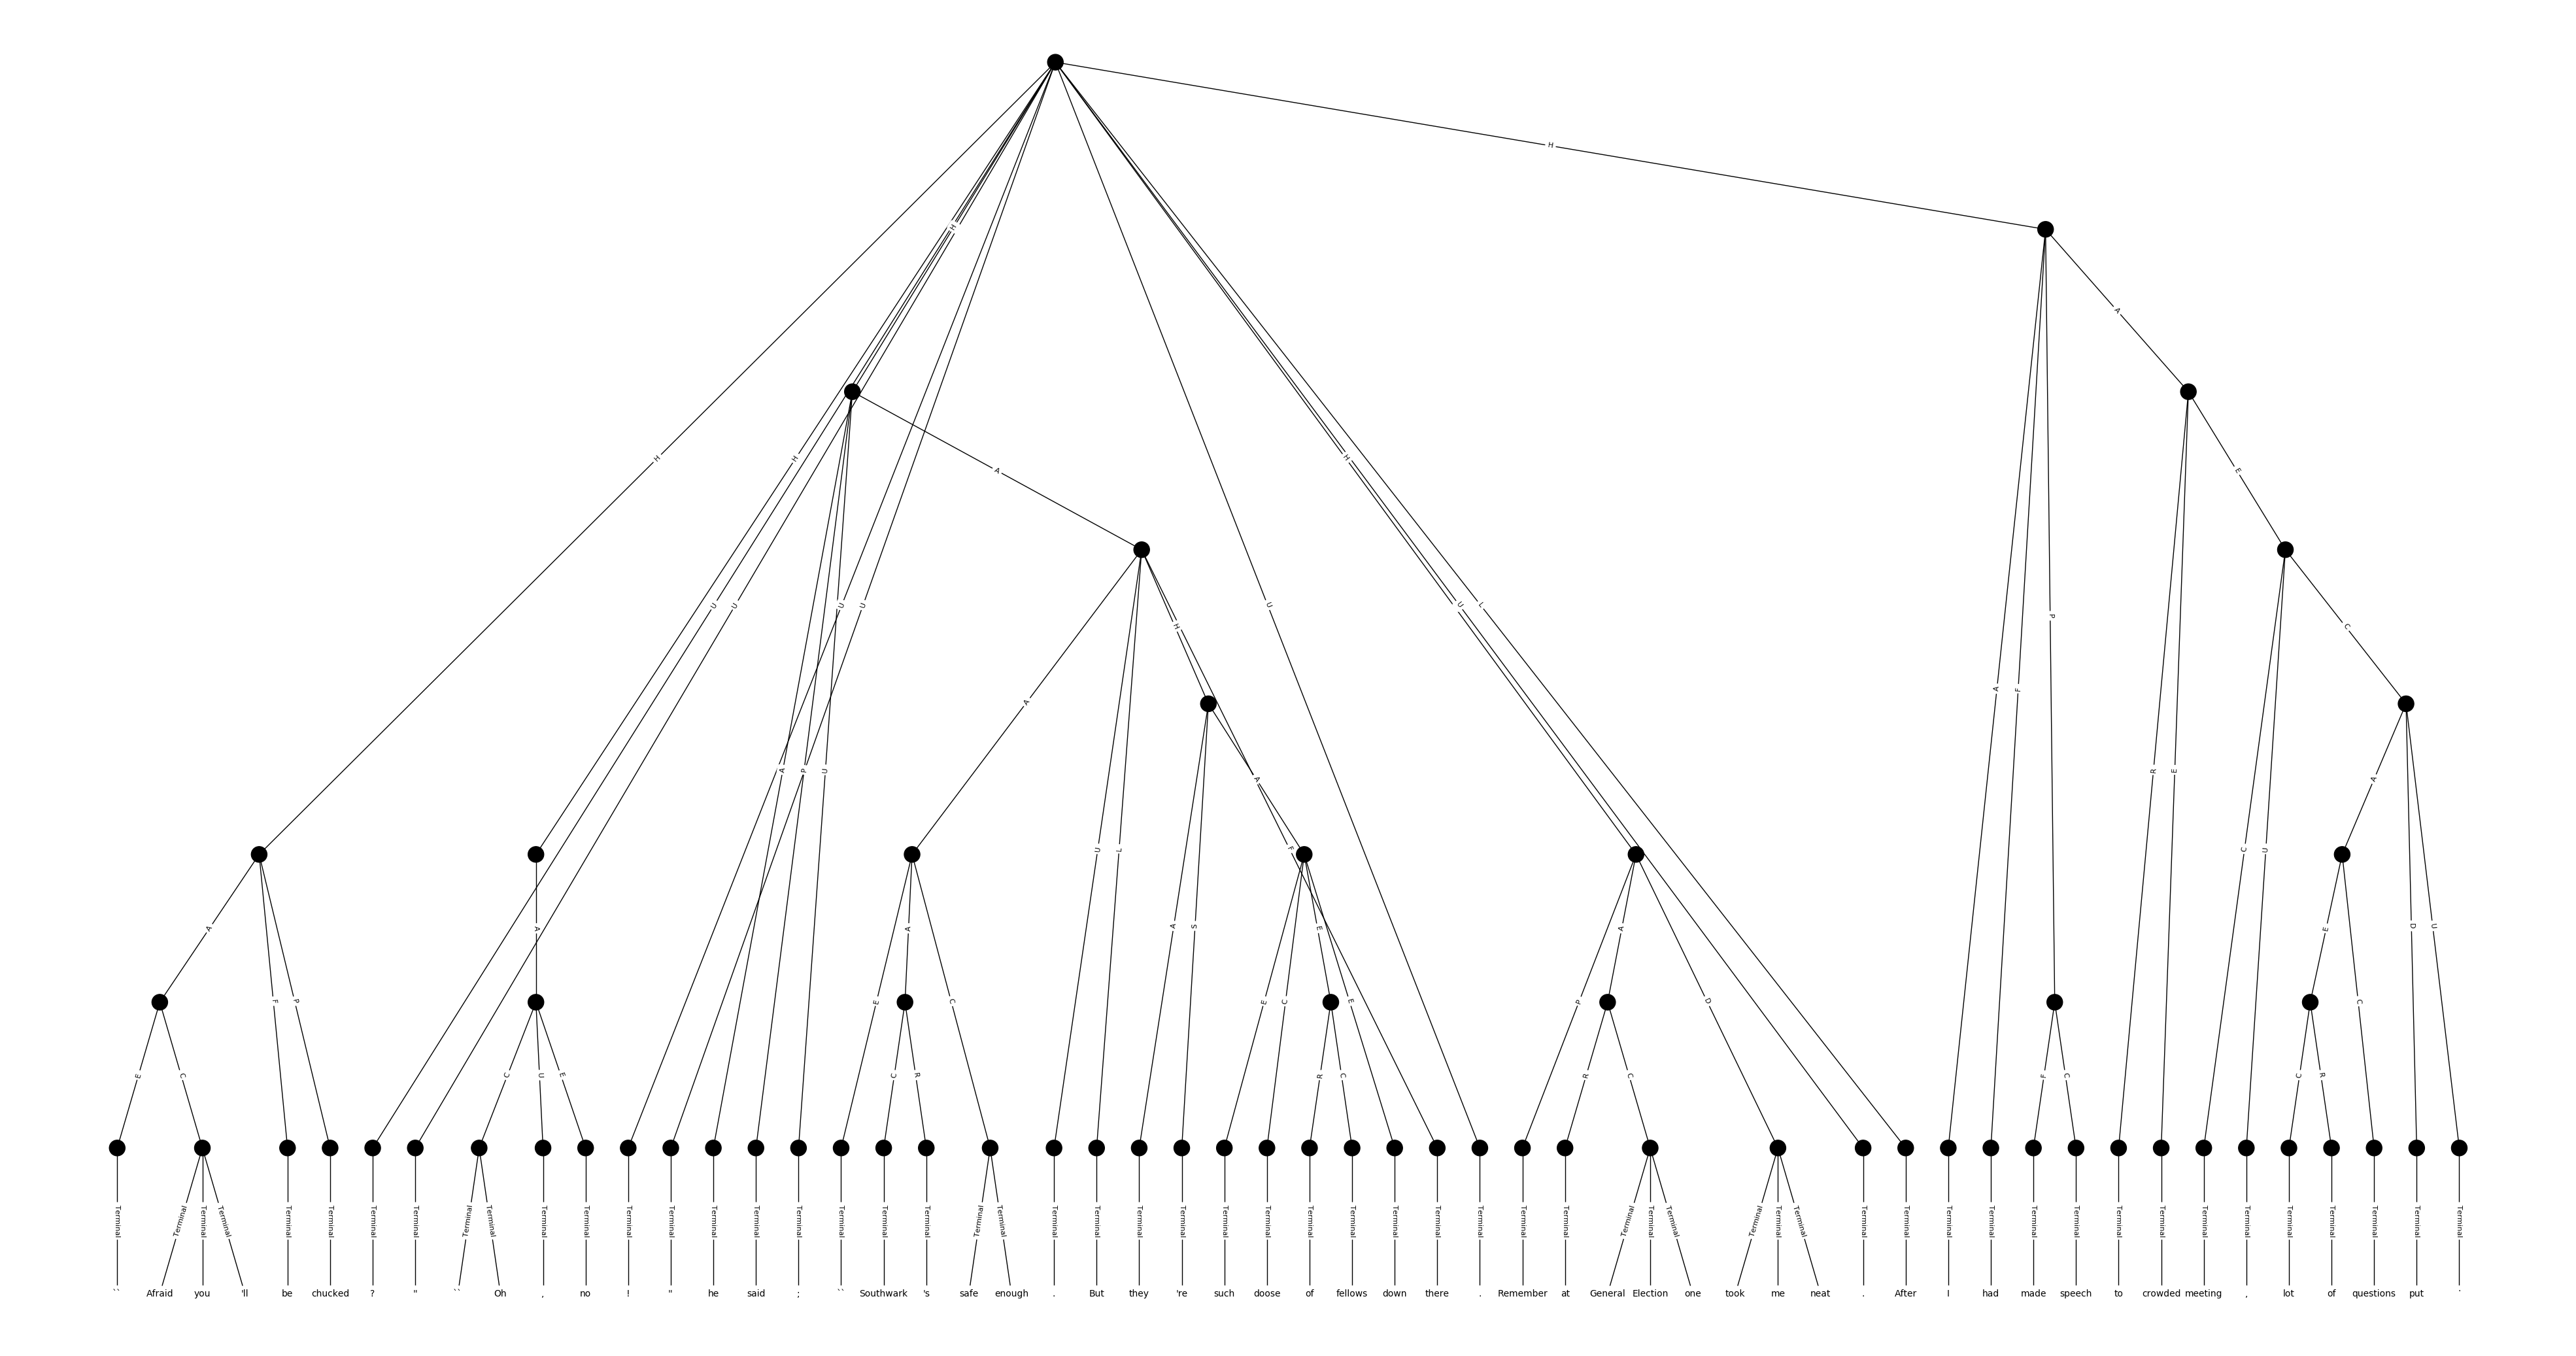 H
H
A
H H H
A E
U U U U U U L
P
H C
A F
A
A P U R E
A A
U L F C U
A A A A S E A E D U
F P E C E C E P D C
E C C U E C R R C R C F C C R
Terminal Terminal Terminal Terminal Terminal Terminal Terminal Terminal Terminal Terminal Terminal Terminal Terminal Terminal Terminal Terminal Terminal Terminal Terminal Terminal Terminal Terminal Terminal Terminal Terminal Terminal Terminal Terminal Terminal Terminal Terminal Terminal Terminal Terminal Terminal Terminal Terminal Terminal Terminal Terminal Terminal Terminal Terminal Terminal Terminal Terminal Terminal Terminal Terminal Terminal Terminal Terminal Terminal Terminal Terminal Terminal
`` Afraid you 'll be chucked ? " `` Oh , no ! " he said ; `` Southwark 's safe enough . But they 're such doose of fellows down there . Remember at General Election one took me neat . After I had made speech to crowded meeting , lot of questions put '